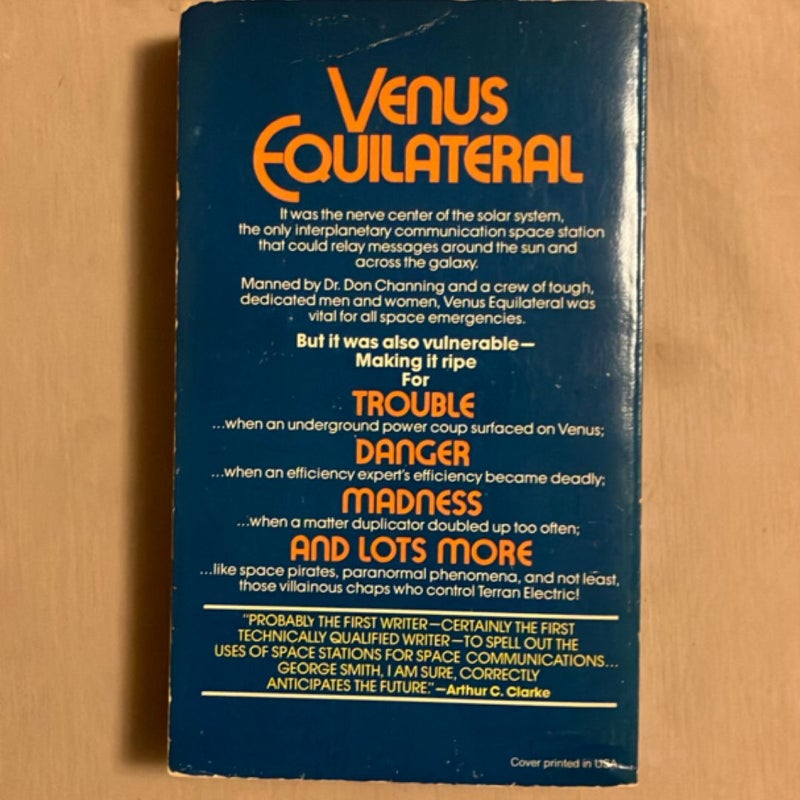 VENUS
EQUILATERAL
It was the nerve center of the solar system,
the only interplanetary communication space station
that could relay messages around the sun and
across the galaxy.
Manned by Dr. Don Channing and a crew of tough,
dedicated men and women, Venus Equilateral was
vital for all space emergencies.
But it was also vulnerable—
Making it ripe
For
TROUBLE
...when an underground power coup surfaced on Venus;
DANGER
...when an efficiency expert's efficiency became deadly;
MADNESS
...when a matter duplicator doubled up too often;
AND LOTS MORE
...like space pirates, paranormal phenomena, and not least,
those villainous chaps who control Terran Electric!
"PROBABLY THE FIRST WRITER—CERTAINLY THE FIRST
TECHNICALLY QUALIFIED WRITER—TO SPELL OUT THE
USES OF SPACE STATIONS FOR SPACE COMMUNICATIONS...
GEORGE SMITH, I AM SURE, CORRECTLY
ANTICIPATES THE FUTURE."—Arthur C. Clarke
Cover printed in USA